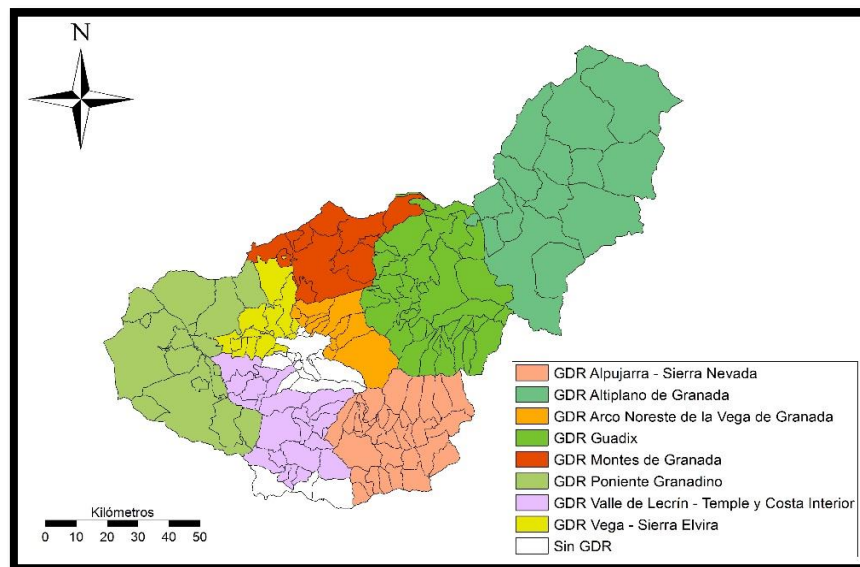 N
GDR Alpujarra - Sierra Nevada
GDR Altiplano de Granada
GDR Arco Noreste de la Vega de Granada
GDR Guadix
GDR Montes de Granada
GDR Poniente Granadino
GDR Valle de Lecrín - Temple y Costa Interior
GDR Vega - Sierra Elvira
Sin GDR
Kilómetros
0 10 20 30 40 50